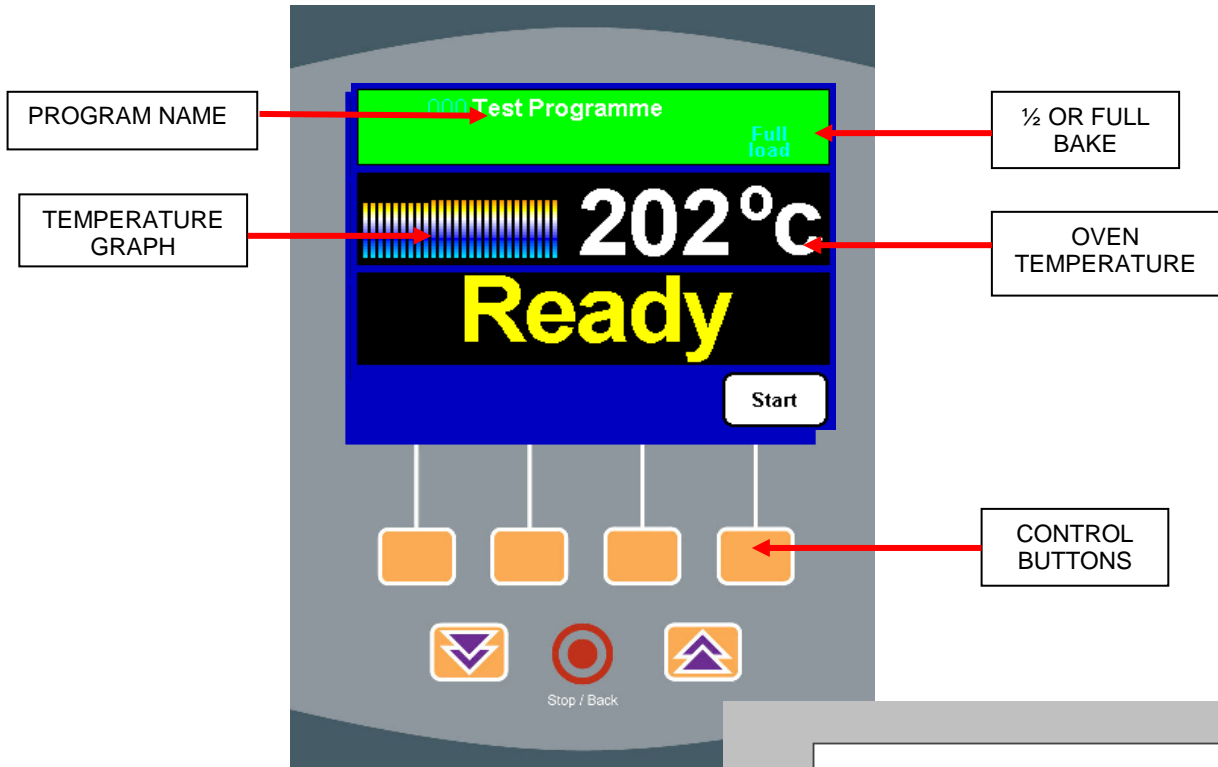 PROGRAM NAME
000 Test Programme
Full
load
½ OR FULL
BAKE
TEMPERATURE
GRAPH
202°c
OVEN
TEMPERATURE
Ready
Start
CONTROL
BUTTONS
Stop / Back